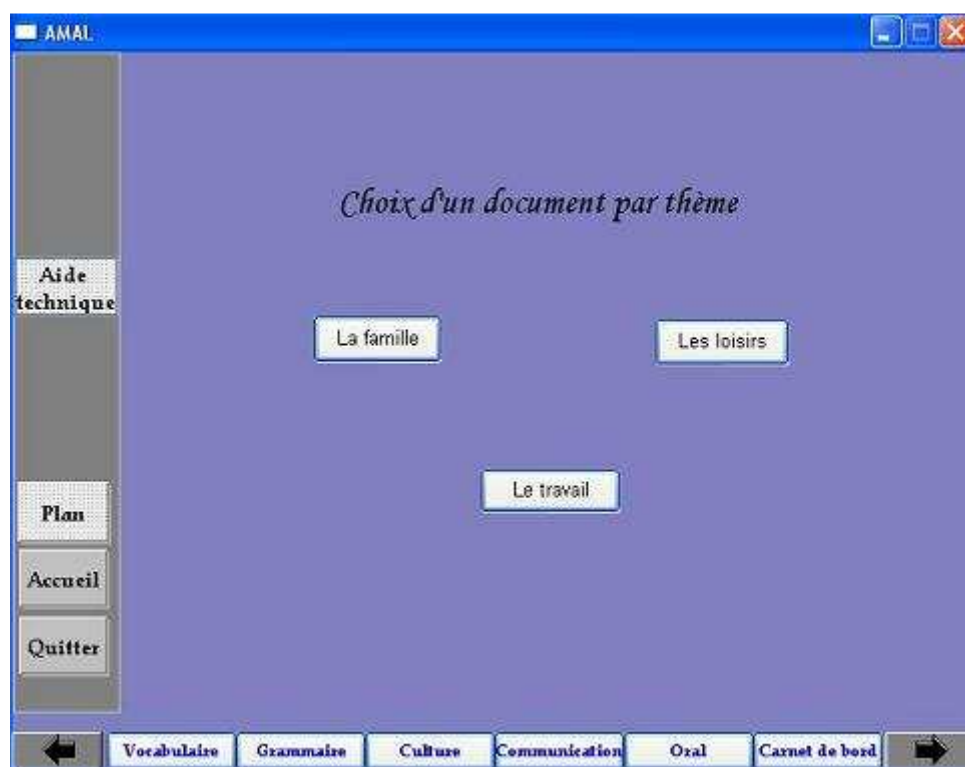 AMAL
Choix d'un document par thème
Aide
technique
La famille
Les loisirs
Le travail
Plan
Accueil
Quitter
Vocabulaire Grammaire Culture Communication Oral Carnet de bord